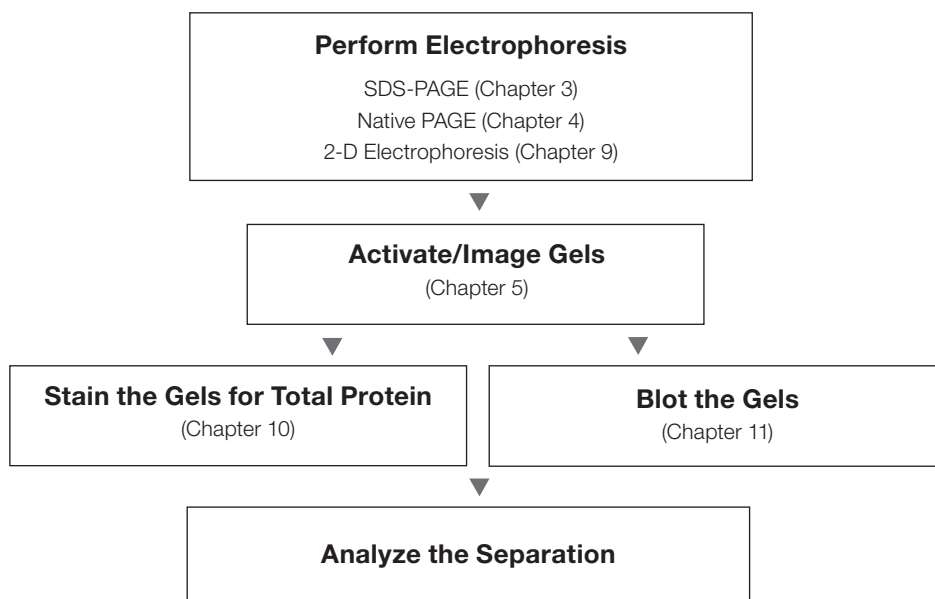 Perform Electrophoresis
SDS-PAGE (Chapter 3)
Native PAGE (Chapter 4)
2-D Electrophoresis (Chapter 9)
Activate/Image Gels
(Chapter 5)
Stain the Gels for Total Protein
(Chapter 10)
Blot the Gels
(Chapter 11)
Analyze the Separation